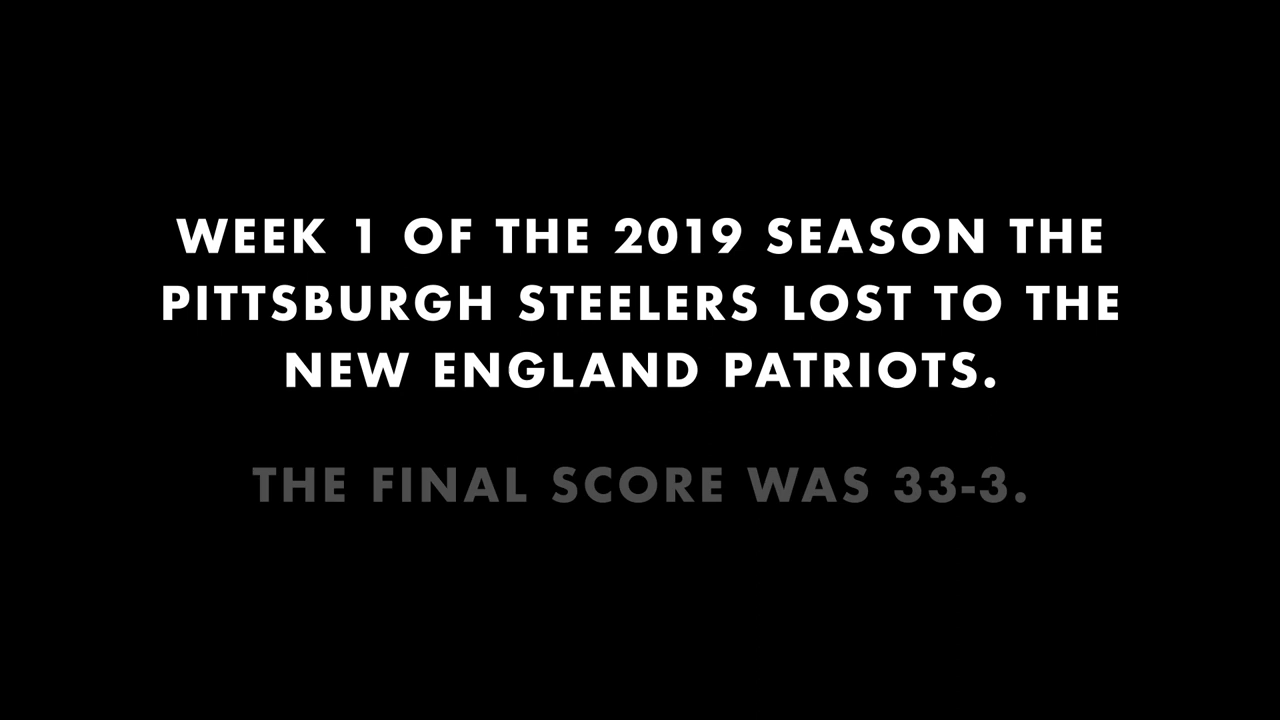 WEEK 1 OF THE 2019 SEASON THE
PITTSBURGH STEELERS LOST TO THE
NEW ENGLAND PATRIOTS.
THE FINAL SCORE WAS 33-3.